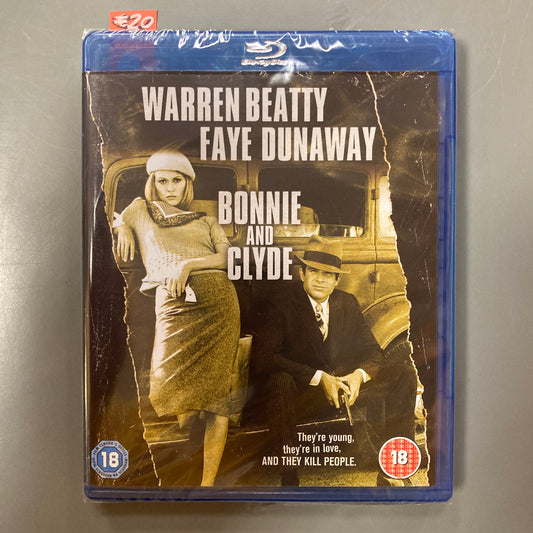 €20
Blu-ray Disc
WARREN BEATTY
FAYE DUNAWAY
BONNIE
AND
CLYDE
They're young,
they're in love,
AND THEY KILL PEOPLE.
18
18